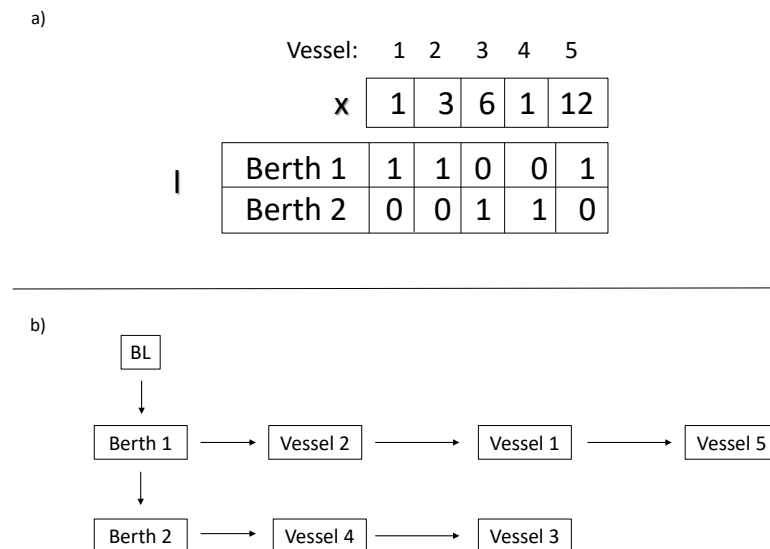 a)
Vessel: 1 2 3 4 5
x 1 3 6 1 12
l Berth 1 1 1 0 0 1
Berth 2 0 0 1 1 0
b)
BL
Berth 1 Vessel 2 Vessel 1 Vessel 5
Berth 2 Vessel 4 Vessel 3